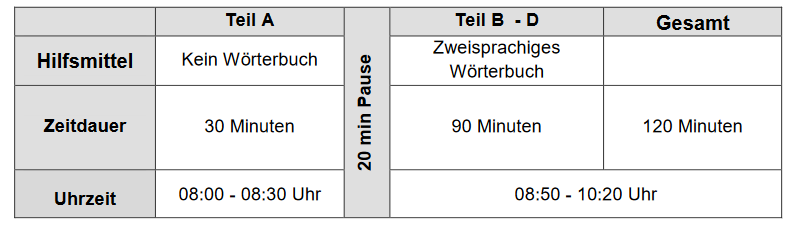 Teil A
Teil B - D
Gesamt
Hilfsmittel
Kein Wörterbuch
20 min Pause
Zweisprachiges
Wörterbuch
Zeitdauer
30 Minuten
90 Minuten
120 Minuten
Uhrzeit
08:00 - 08:30 Uhr
08:50 - 10:20 Uhr